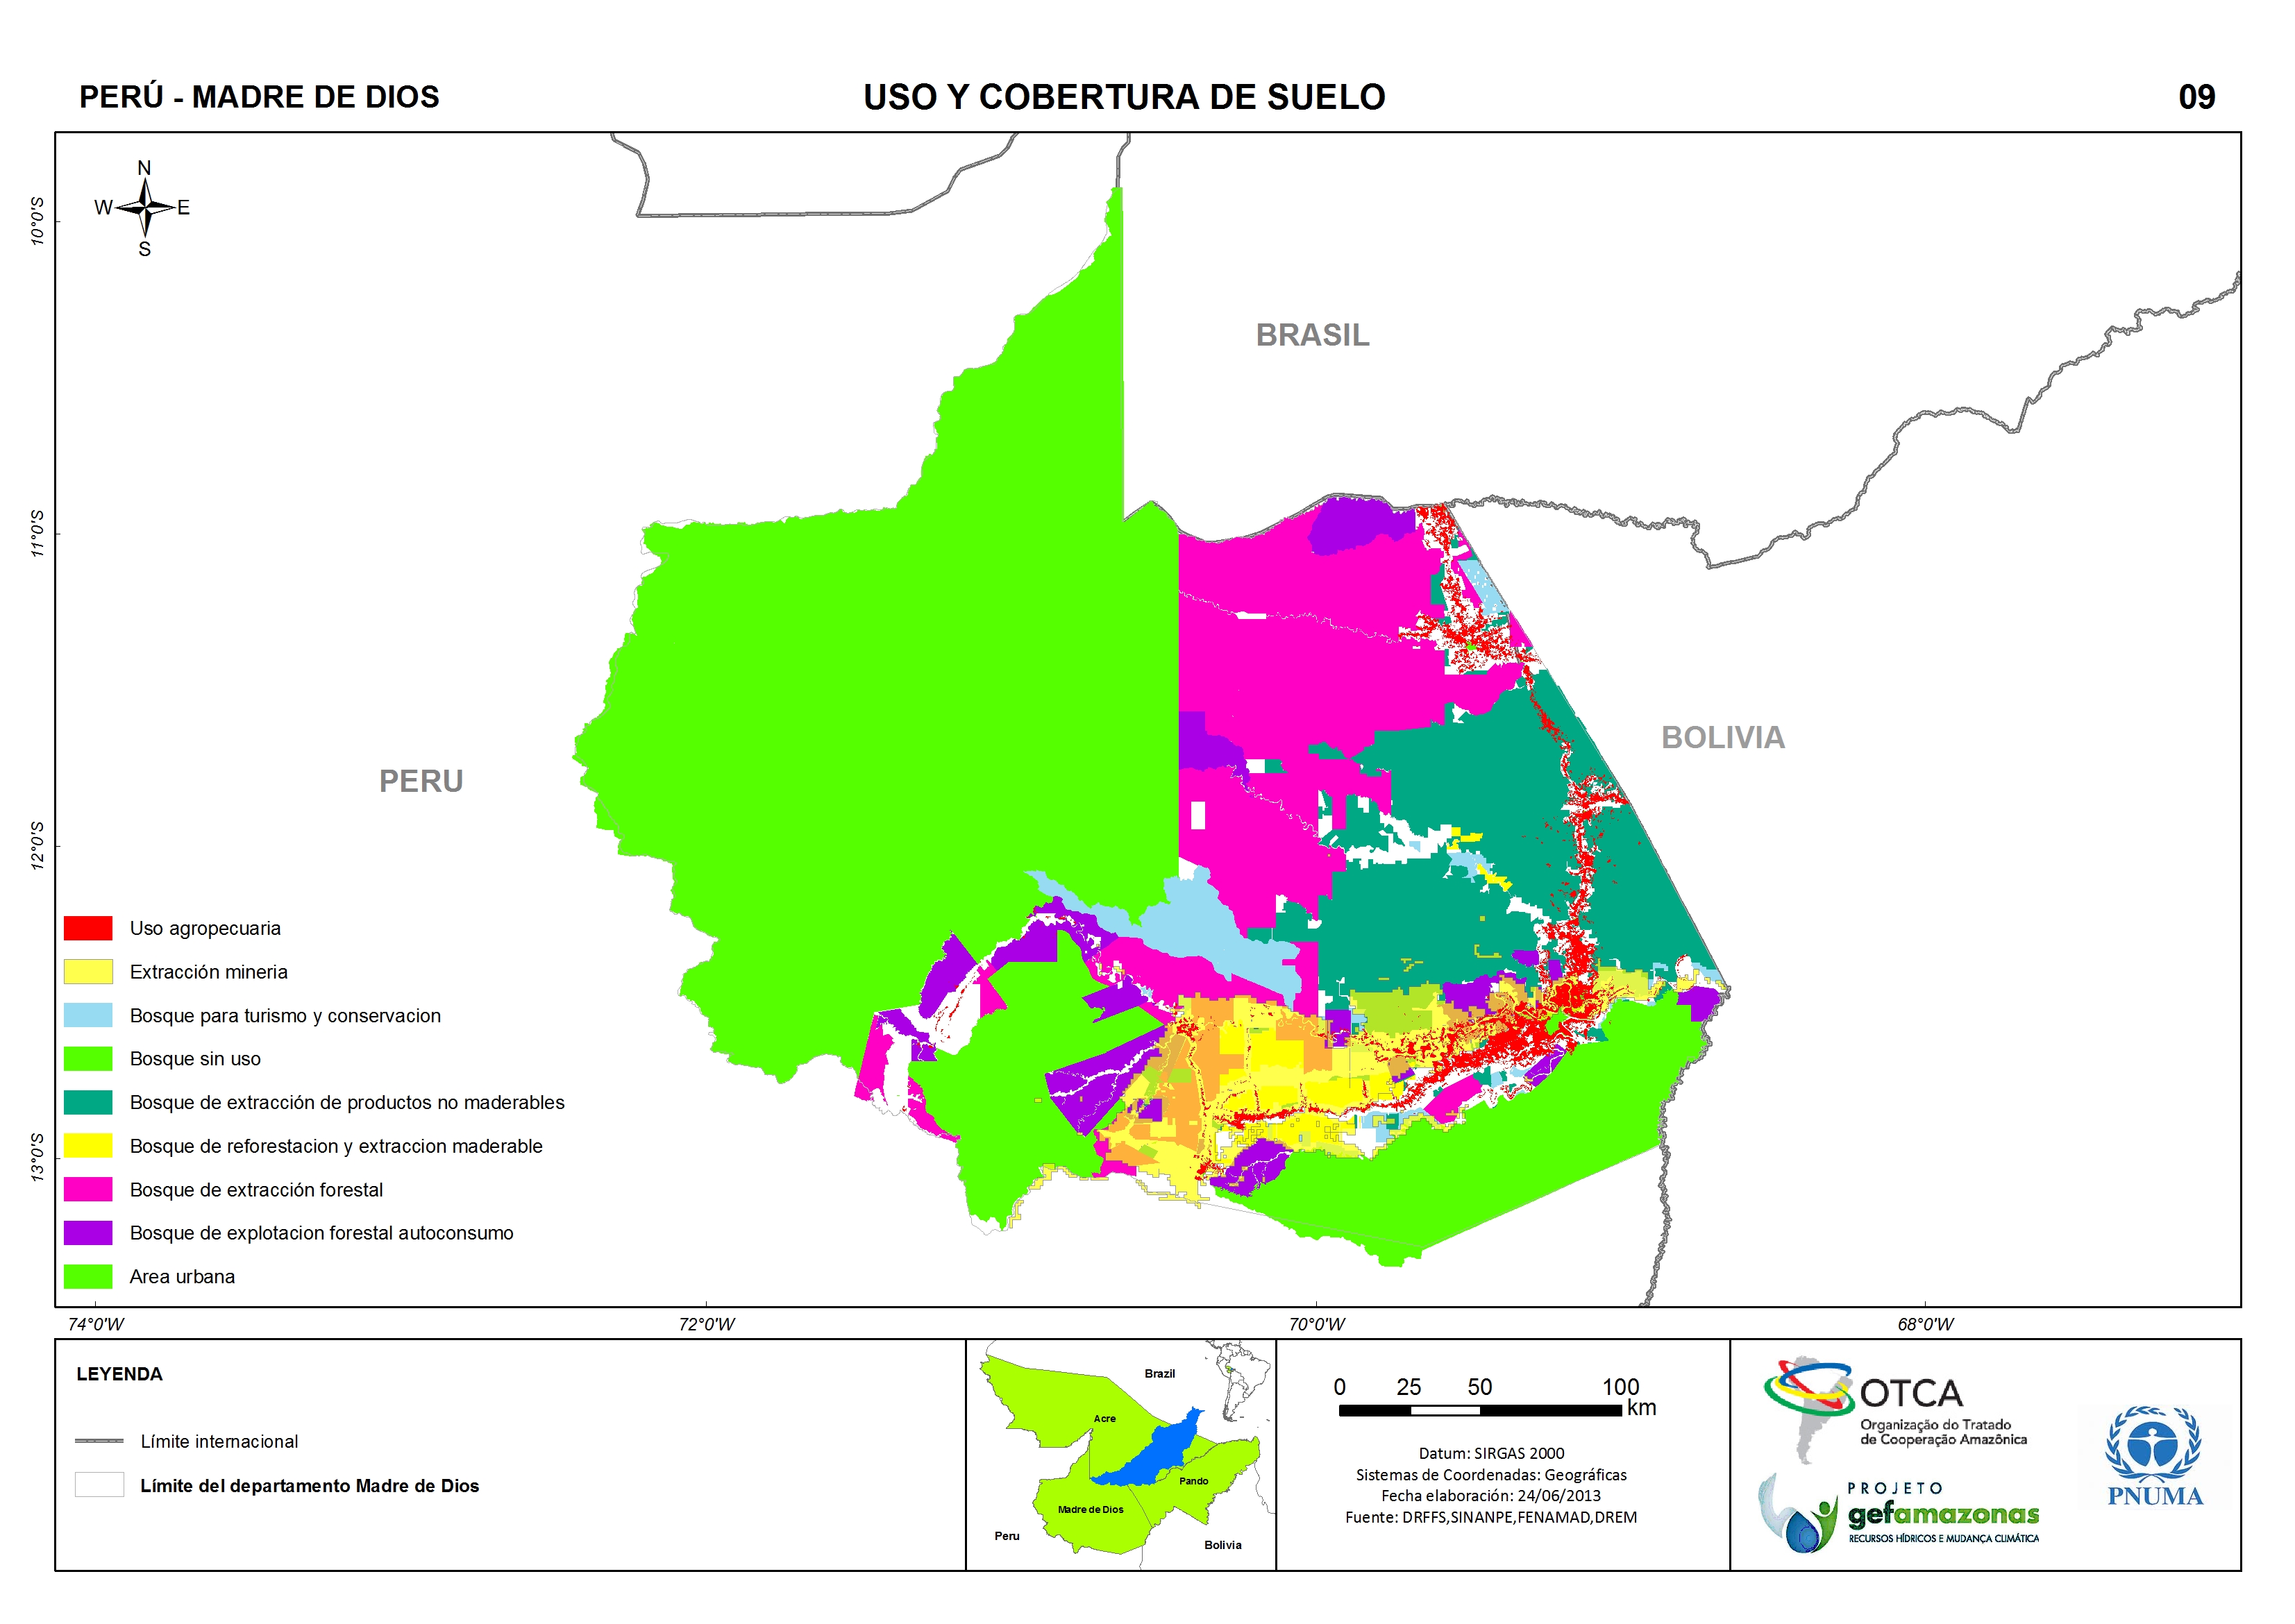 PERÚ - MADRE DE DIOS
USO Y COBERTURA DE SUELO
09
N
W E
S
10°0'S
11°0'S
12°0'S
13°0'S
BRASIL
BOLIVIA
PERU
Uso agropecuaria
Extracción mineria
Bosque para turismo y conservacion
Bosque sin uso
Bosque de extracción de productos no maderables
Bosque de reforestacion y extraccion maderable
Bosque de extracción forestal
Bosque de explotacion forestal autoconsumo
Area urbana
74°0'W
72°0'W
70°0'W
68°0'W
LEYENDA
Límite internacional
Límite del departamento Madre de Dios
Brazil
Acre
Pando
Madre de Dios
Peru
Bolivia
0 25 50 100
km
Datum: SIRGAS 2000
Sistemas de Coordenadas: Geográficas
Fecha elaboración: 24/06/2013
Fuente: DRFFS,SINANPE,FENAMAD,DREM
OTCA
Organização do Tratado
de Cooperação Amazônica
PROJETO
gefamazonas
RECURSOS HÍDRICOS E MUDANÇA CLIMÁTICA
PNUMA